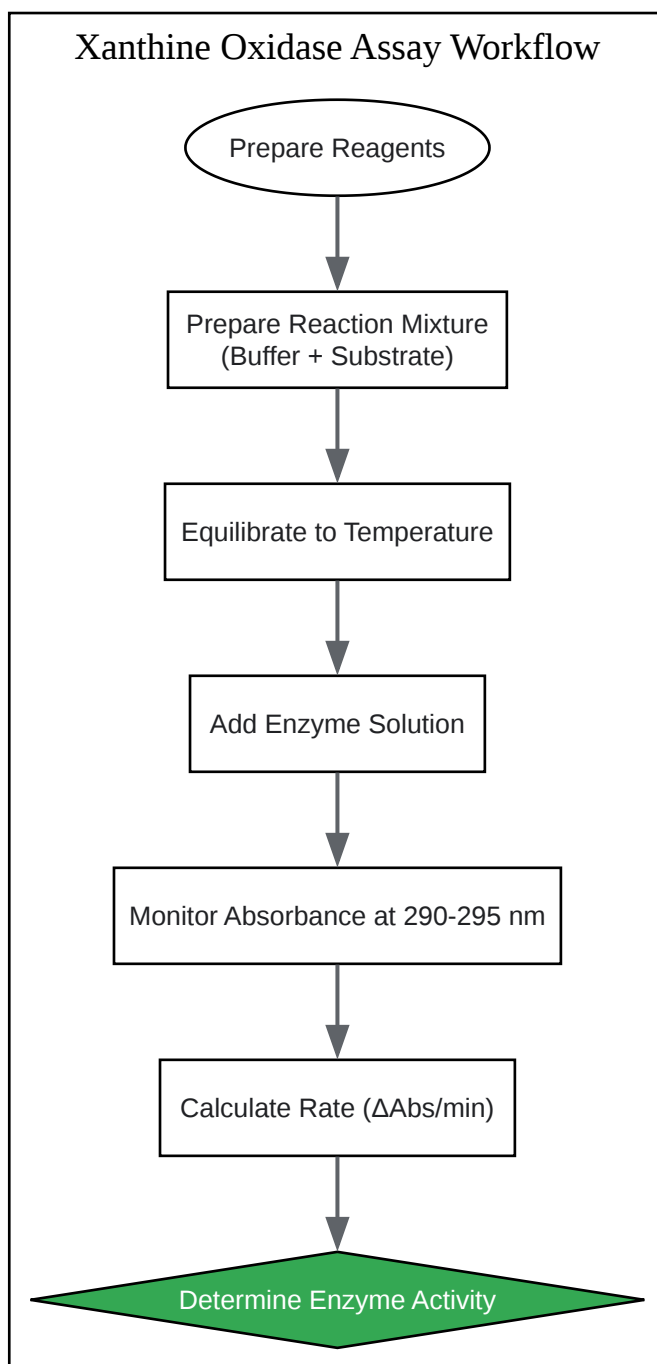 Xanthine Oxidase Assay Workflow
Prepare Reagents
Prepare Reaction Mixture
(Buffer + Substrate)
Equilibrate to Temperature
Add Enzyme Solution
Monitor Absorbance at 290-295 nm
Calculate Rate (ΔAbs/min)
Determine Enzyme Activity